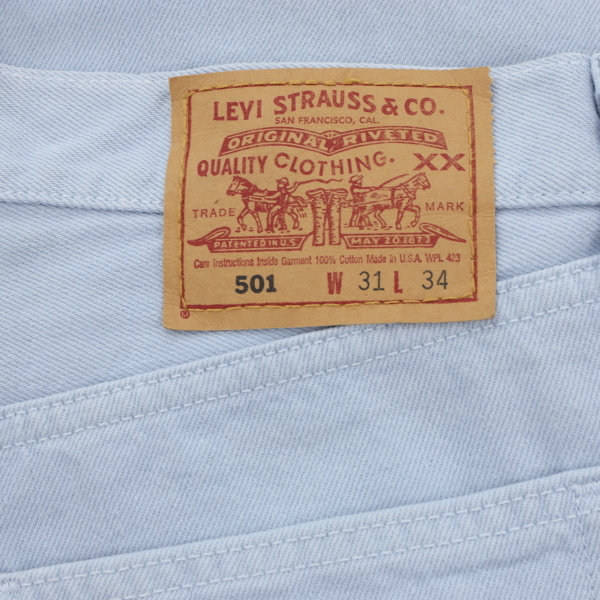 LEVI STRAUSS & CO.
SAN FRANCISCO, CAL.
ORIGINAL RIVETED
QUALITY CLOTHING. XX
TRADE MARK
PATENTED IN U.S. MAY 20 1873
Care Instructions Inside Garment 100% Cotton Made in U.S.A. WPL 423
501 W 31 L 34
®